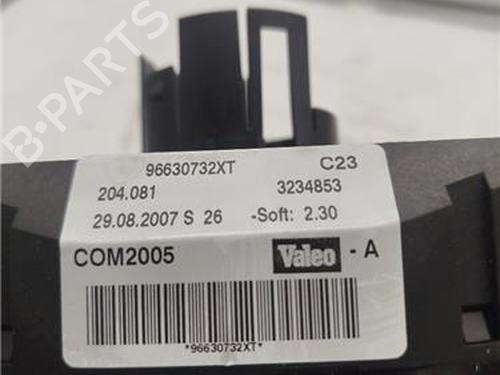 B-PARTS
96630732XT C23
204.081 3234853
29.08.2007 S 26 -Soft: 2.30
COM2005 Valeo - A
*96630732XT*